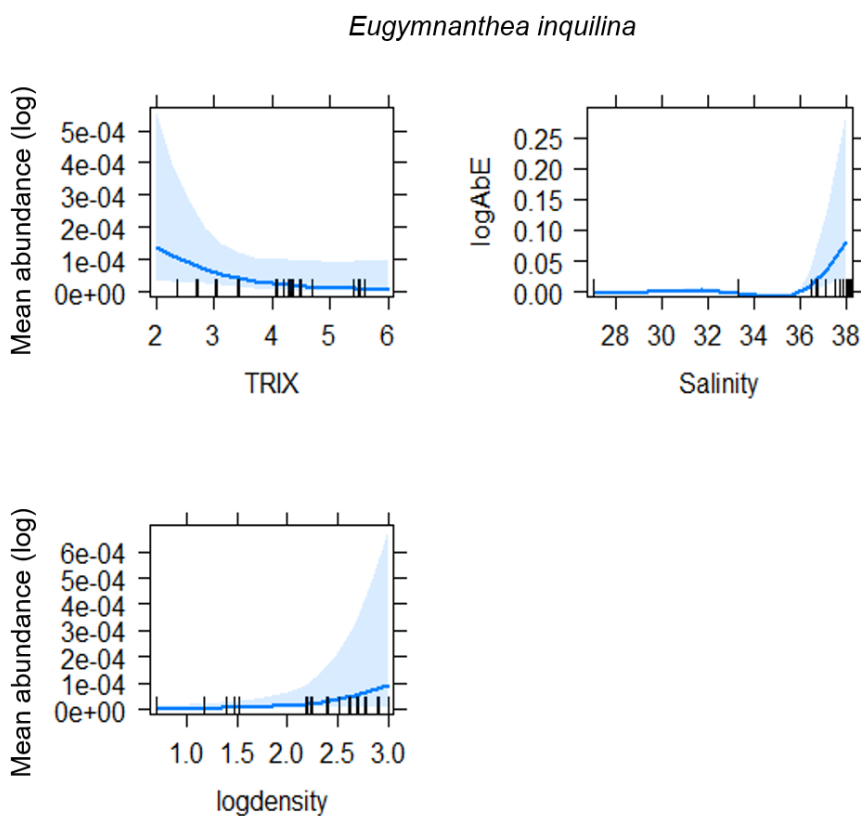 Eugymnanthea inquilina
Mean abundance (log)
5e-04
4e-04
3e-04
2e-04
1e-04
0e+00
2 3 4 5 6
TRIX
logAbE
0.25
0.20
0.15
0.10
0.05
0.00
28 30 32 34 36 38
Salinity
Mean abundance (log)
6e-04
5e-04
4e-04
3e-04
2e-04
1e-04
0e+00
1.0 1.5 2.0 2.5 3.0
logdensity